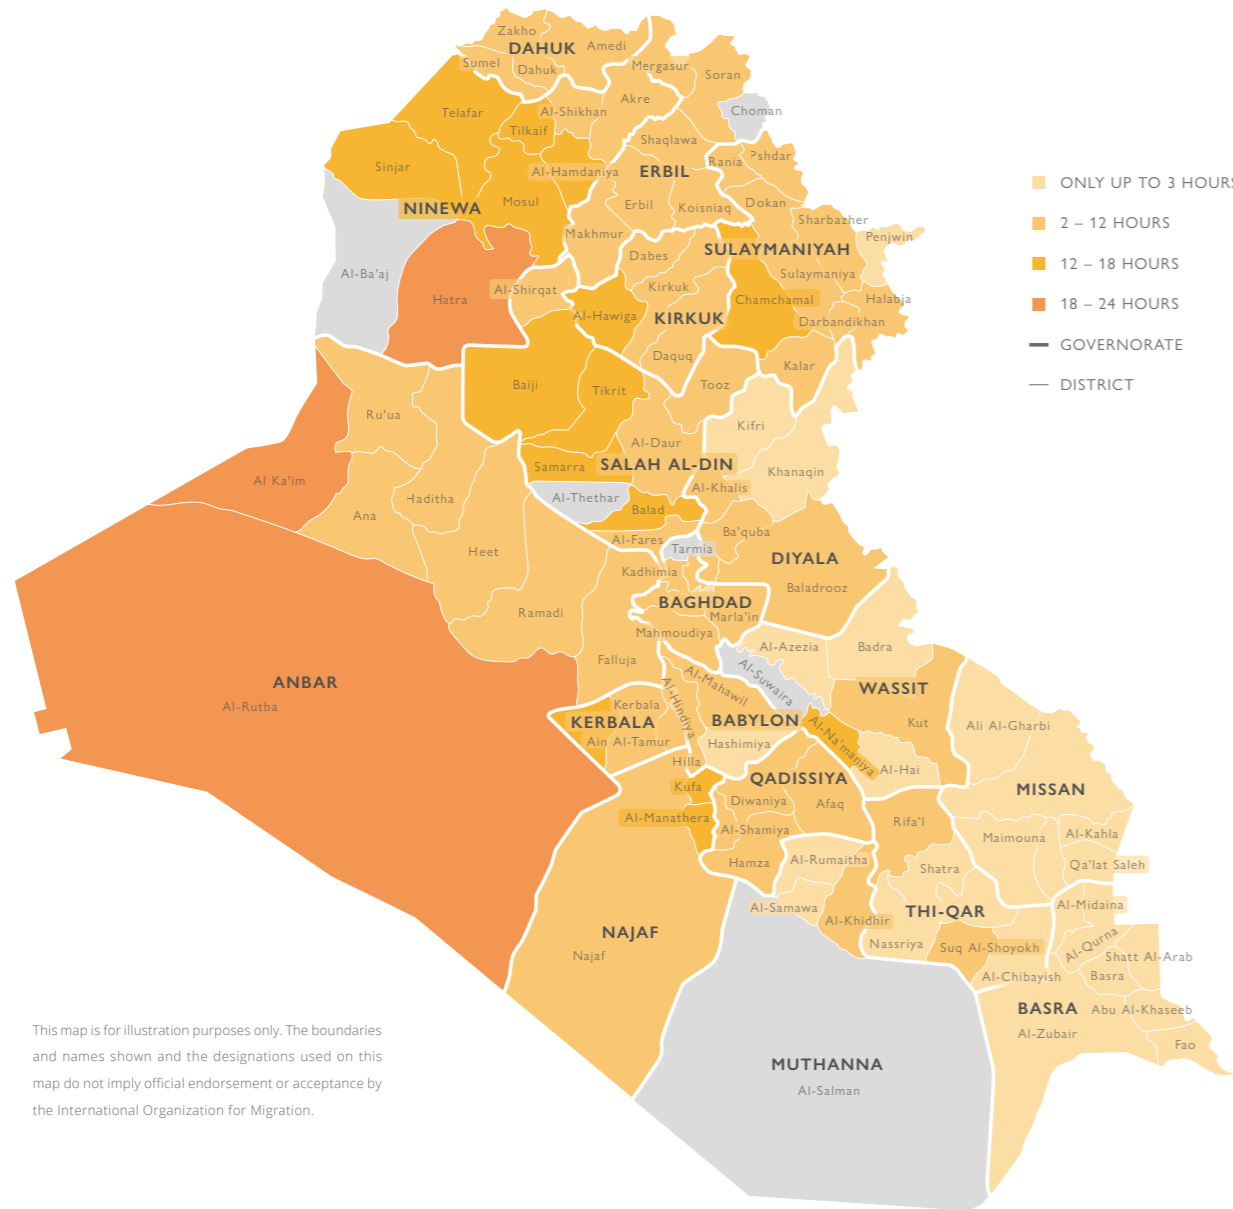 Zakho
DAHUK
Amedi
Sumel
Dahuk
Mergasur
Soran
Akre
Choman
Telafar
Al-Shikhan
Tilkaif
Shaqlawa
Rania
Pshdar
Sinjar
Al-Hamdaniya
ERBIL
NINEWA
Mosul
Erbil
Koisniaq
Dokan
Sharbazher
Makhmur
SULAYMANIYAH
Penjwin
Dabes
Al-Ba'aj
Sulaymaniya
Hatra
Al-Shirqat
Kirkuk
Chamchamal
Halabja
Al-Hawiga
KIRKUK
Darbandikhan
Daquq
Kalar
Baiji
Tikrit
Tooz
Ru'ua
Kifri
Al-Daur
Samarra
SALAH AL-DIN
Khanaqin
Al Ka'im
Haditha
Al-Thethar
Al-Khalis
Ana
Balad
Ba'quba
Al-Fares
Tarmia
Heet
DIYALA
Kadhimia
Baladrooz
BAGHDAD
Ramadi
Marla'in
Mahmoudiya
Al-Azezia
Badra
Falluja
ANBAR
Al-Rutba
Al-Suwaira
Al-Mahawil
WASSIT
Kerbala
Al-Hindiya
KERBALA
BABYLON
Kut
Ali Al-Gharbi
Ain Al-Tamur
Hashimiya
Al-Na'maniya
Hilla
Al-Hai
QADISSIYA
Kufa
MISSAN
Diwaniya
Afaq
Al-Manathera
Rifa'I
Al-Shamiya
Maimouna
Al-Kahla
Hamza
Al-Rumaitha
Shatra
Qa'lat Saleh
Al-Samawa
THI-QAR
Al-Midaina
Al-Khidhir
NAJAF
Nassriya
Suq Al-Shoyokh
Al-Qurna
Najaf
Shatt Al-Arab
Al-Chibayish
Basra
BASRA
Abu Al-Khaseeb
Al-Zubair
Fao
MUTHANNA
Al-Salman
ONLY UP TO 3 HOURS
2 – 12 HOURS
12 – 18 HOURS
18 – 24 HOURS
GOVERNORATE
DISTRICT
This map is for illustration purposes only. The boundaries
and names shown and the designations used on this
map do not imply official endorsement or acceptance by
the International Organization for Migration.